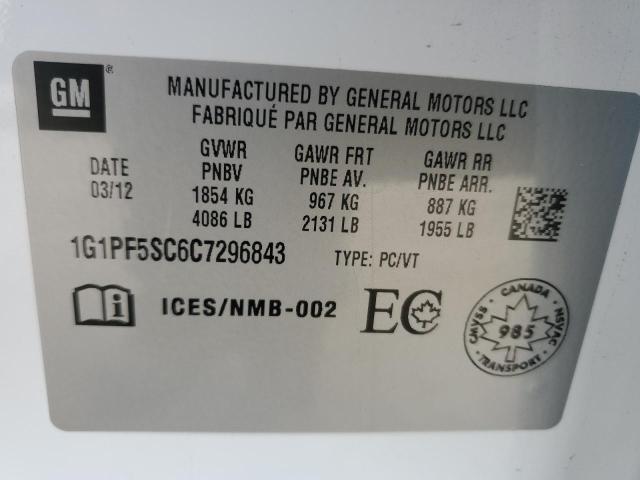 GM®
MANUFACTURED BY GENERAL MOTORS LLC
FABRIQUÉ PAR GENERAL MOTORS LLC
DATE GVWR GAWR FRT GAWR RR
03/12 PNBV PNBE AV. PNBE ARR.
1854 KG 967 KG 887 KG
4086 LB 2131 LB 1955 LB
1G1PF5SC6C7296843 TYPE: PC/VT
i ICES/NMB-002 EC
CMVSS • CANADA • NSVAC
985
TRANSPORT